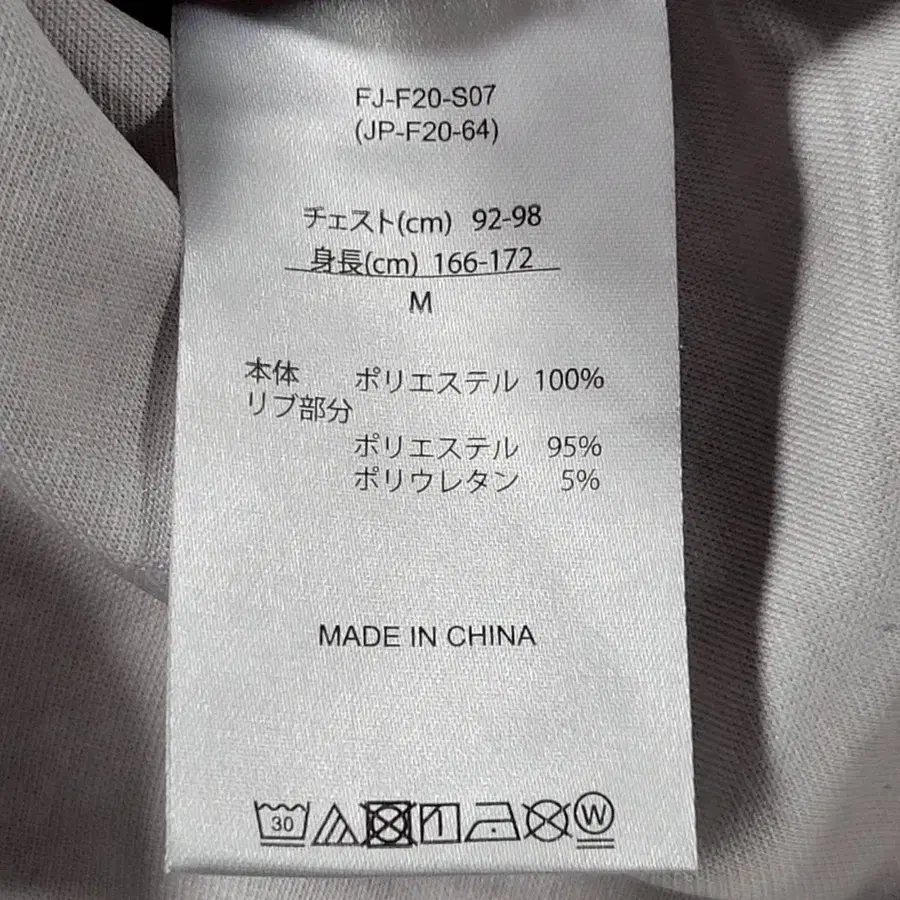 FJ-F20-S07
(JP-F20-64)
チェスト(cm) 92-98
身長(cm) 166-172
M
本体 ポリエステル 100%
リブ部分
ポリエステル 95%
ポリウレタン 5%
MADE IN CHINA
30 W